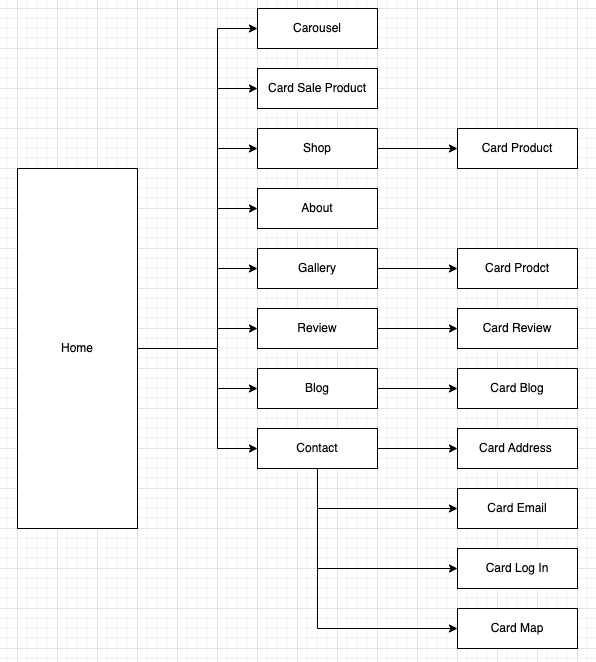 Carousel
Card Sale Product
Shop
Card Product
About
Gallery
Card Prodct
Review
Card Review
Home
Blog
Card Blog
Contact
Card Address
Card Email
Card Log In
Card Map